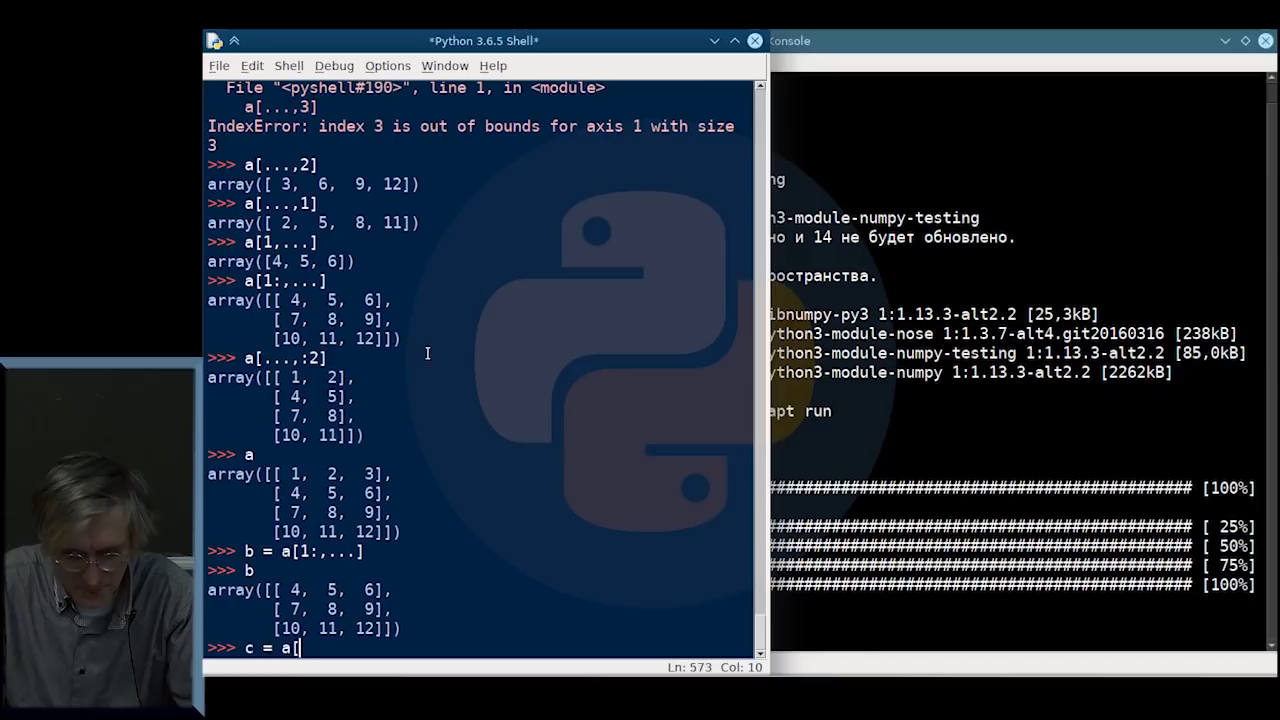 *Python 3.6.5 Shell*
File Edit Shell Debug Options Window Help
File "<pyshell#190>", line 1, in <module>
a[...,3]
IndexError: index 3 is out of bounds for axis 1 with size
3
>>> a[...,2]
array([ 3,  6,  9, 12])
>>> a[...,1]
array([ 2,  5,  8, 11])
>>> a[1,...]
array([4, 5, 6])
>>> a[1:,...]
array([[ 4,  5,  6],
[ 7,  8,  9],
[10, 11, 12]])
>>> a[...,:2]
array([[ 1,  2],
[ 4,  5],
[ 7,  8],
[10, 11]])
>>> a
array([[ 1,  2,  3],
[ 4,  5,  6],
[ 7,  8,  9],
[10, 11, 12]])
>>> b = a[1:,...]
>>> b
array([[ 4,  5,  6],
[ 7,  8,  9],
[10, 11, 12]])
>>> c = a[
Ln: 573 Col: 10
Konsole
ng
n3-module-numpy-testing
но и 14 не будет обновлено.
ространства.
ibnumpy-py3 1:1.13.3-alt2.2 [25,3kB]
ython3-module-nose 1:1.3.7-alt4.git20160316 [238kB]
ython3-module-numpy-testing 1:1.13.3-alt2.2 [85,0kB]
ython3-module-numpy 1:1.13.3-alt2.2 [2262kB]
apt run
############################################## [100%]
############################################## [ 25%]
############################################## [ 50%]
############################################## [ 75%]
############################################## [100%]